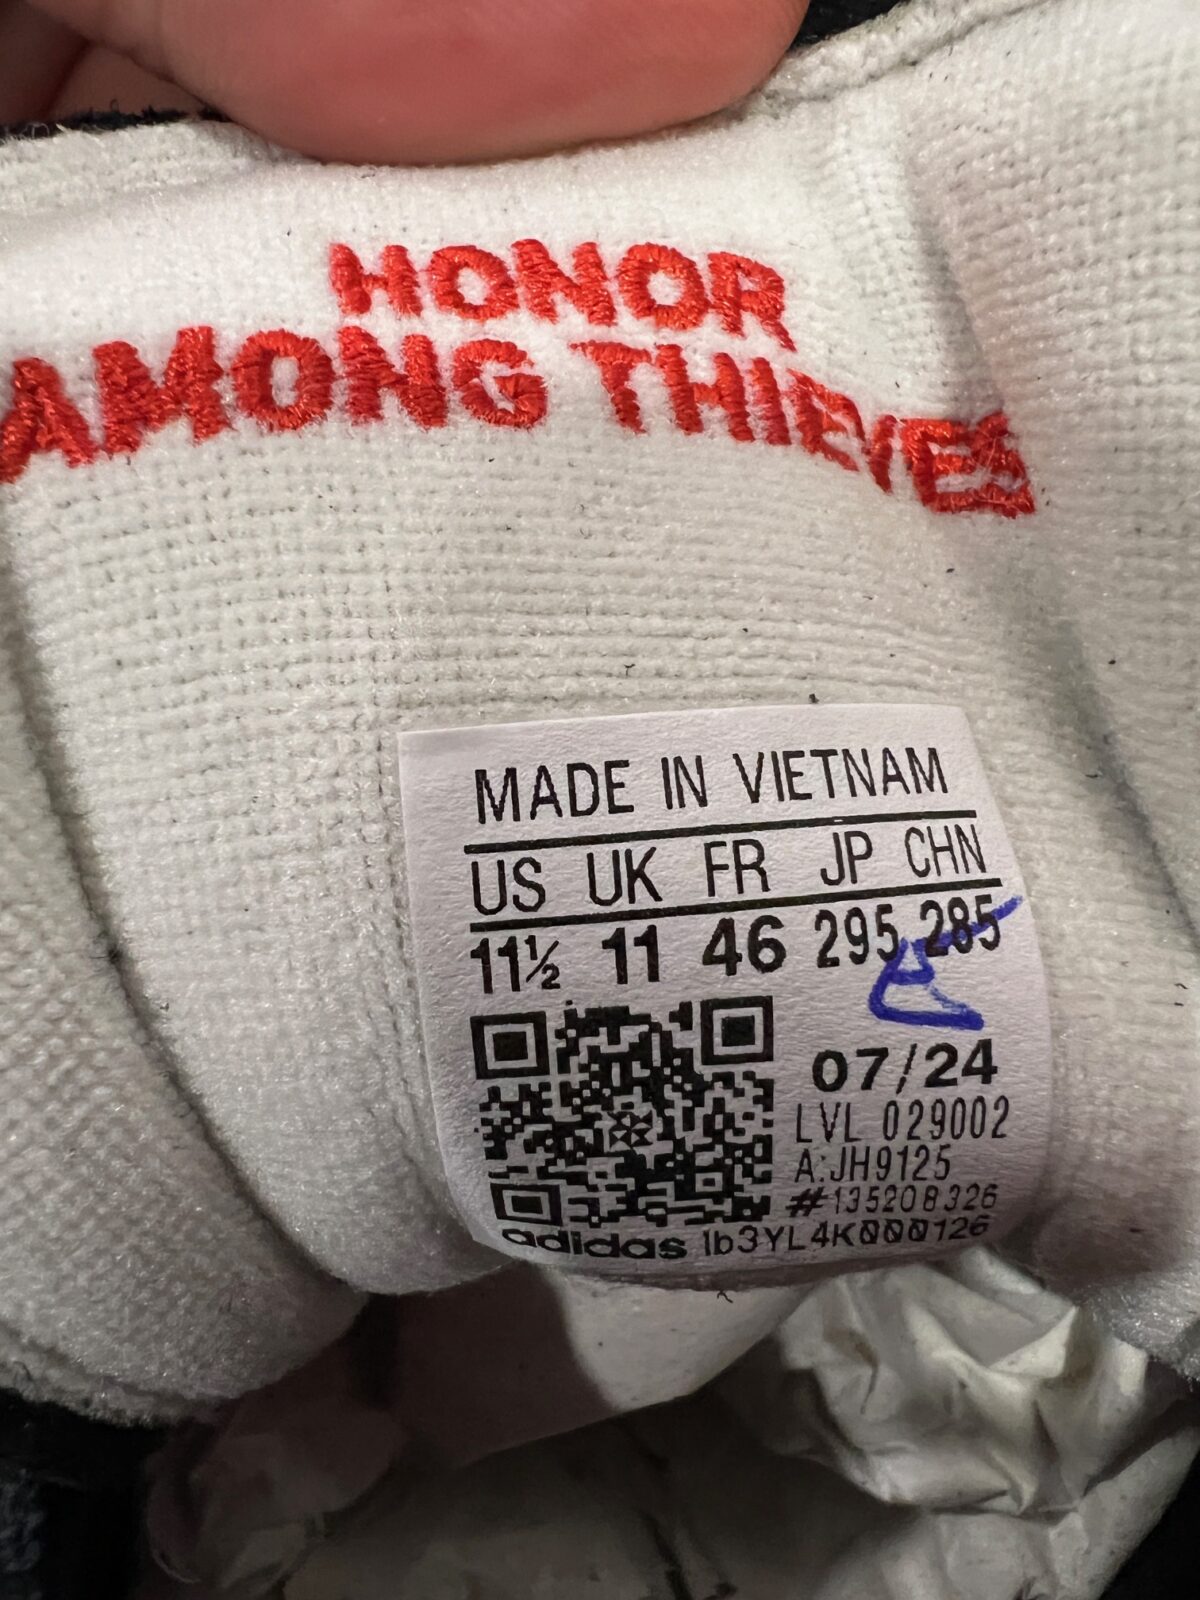 HONOR
AMONG THIEVES
MADE IN VIETNAM
US UK FR JP CHN
11½ 11 46 295 285
07/24
LVL 029002
A:JH9125
#135208326
adidas 1b3YL4K000126